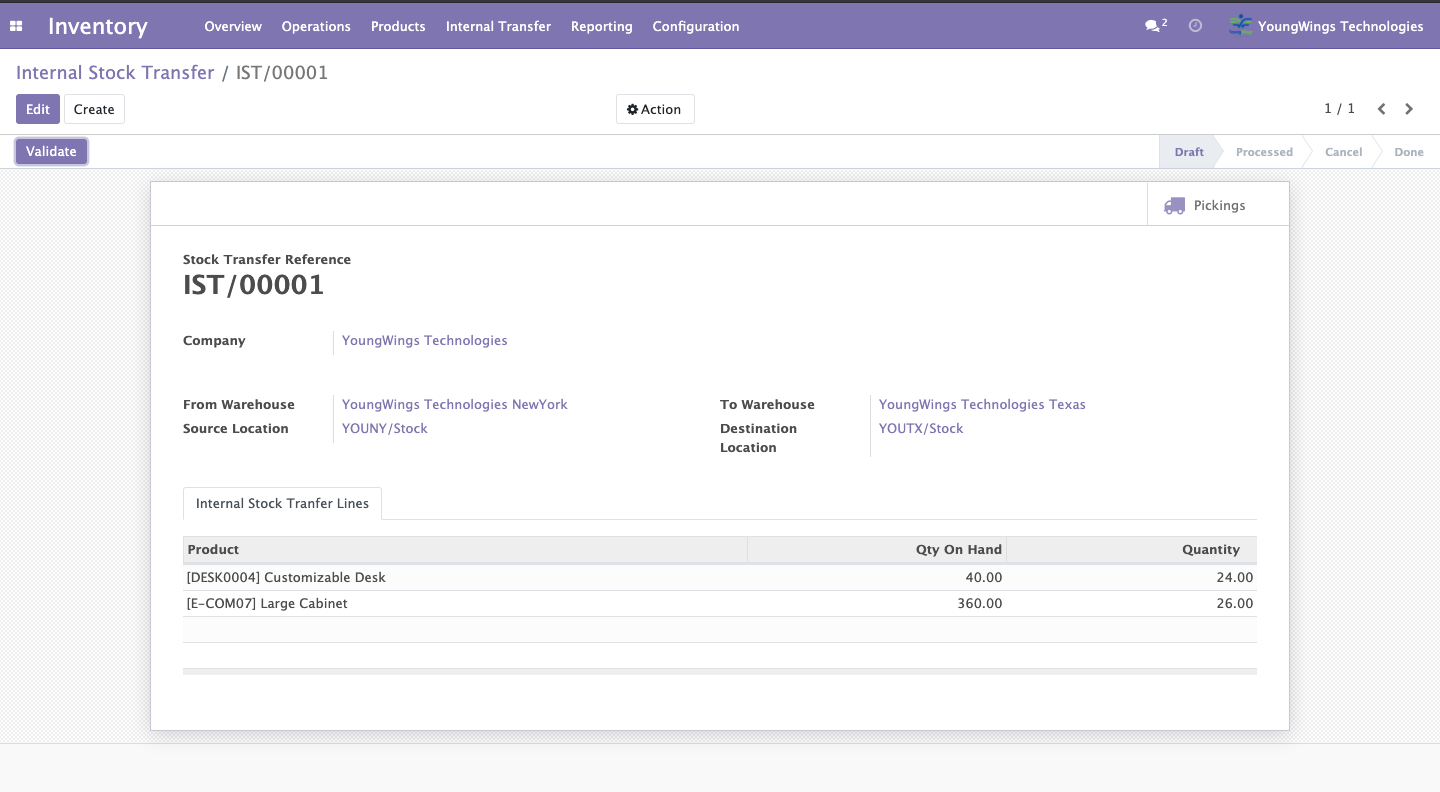 Inventory Overview Operations Products Internal Transfer Reporting Configuration 2 YoungWings Technologies
Internal Stock Transfer / IST/00001
Edit Create Action 1 / 1
Validate Draft Processed Cancel Done
Pickings
Stock Transfer Reference
IST/00001
Company YoungWings Technologies
From Warehouse YoungWings Technologies NewYork To Warehouse YoungWings Technologies Texas
Source Location YOUNY/Stock Destination Location YOUTX/Stock
Internal Stock Tranfer Lines
Product Qty On Hand Quantity
[DESK0004] Customizable Desk 40.00 24.00
[E-COM07] Large Cabinet 360.00 26.00